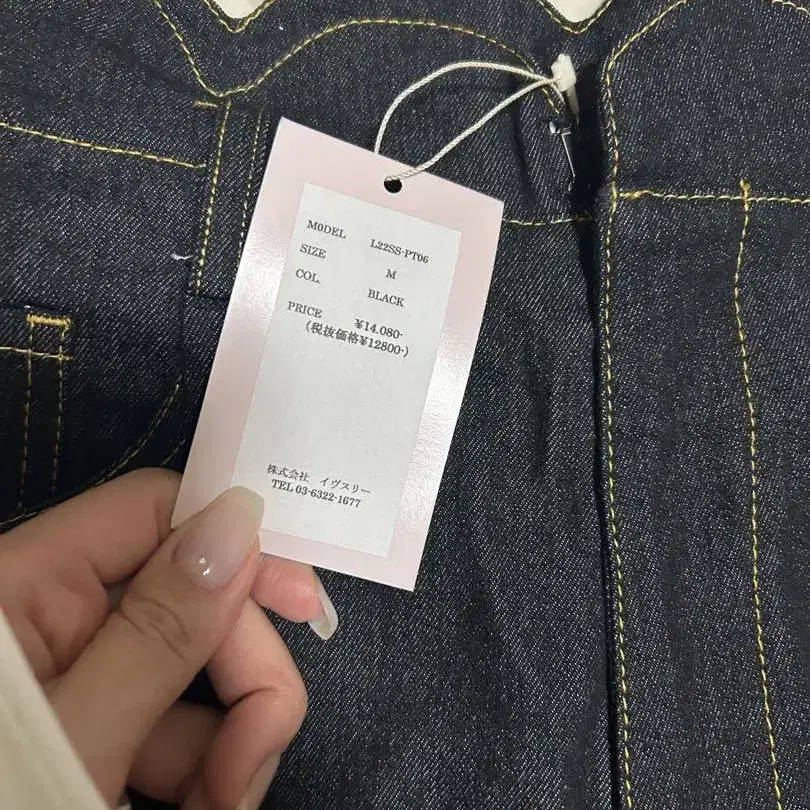 MODEL L22SS-PT06
SIZE M
COL. BLACK
PRICE ¥14.080-
(税抜価格¥12800-)
株式会社 イヴスリー
TEL 03-6322-1677